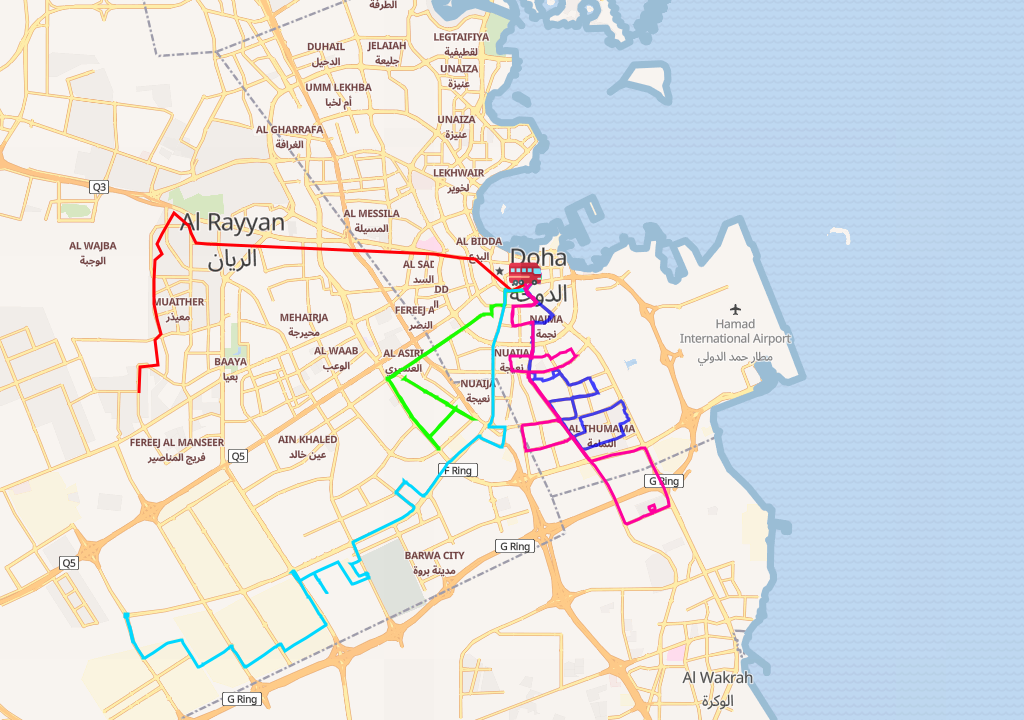 الطرفة
LEGTAIFIYA
لقطيفية
DUHAIL
الدحيل
JELAIAH
جليعة
UNAIZA
عنيزة
UMM LEKHBA
أم لخبا
UNAIZA
عنيزة
AL GHARRAFA
الغرافة
LEKHWAIR
لخوير
Q3
Al Rayyan
الريان
AL MESSILA
المسيلة
AL WAJBA
الوجبة
AL BIDDA
البدع
Doha
الدوحة
السد
DD
MUAITHER
معيذر
MEHAIRJA
محيرجة
FEREEJ A
النصر
NAJMA
نجمة
Hamad
International Airport
مطار حمد الدولي
BAAYA
بعيا
AL WAAB
الوعب
AL ASIRI
العسيري
نعيجة
NUAIJA
نعيجة
AL THUMAMA
الثمامة
FEREEJ AL MANSEER
فريج المناصير
AIN KHALED
عين خالد
Q5
F Ring
G Ring
G Ring
BARWA CITY
مدينة بروة
Q5
G Ring
Al Wakrah
الوكرة